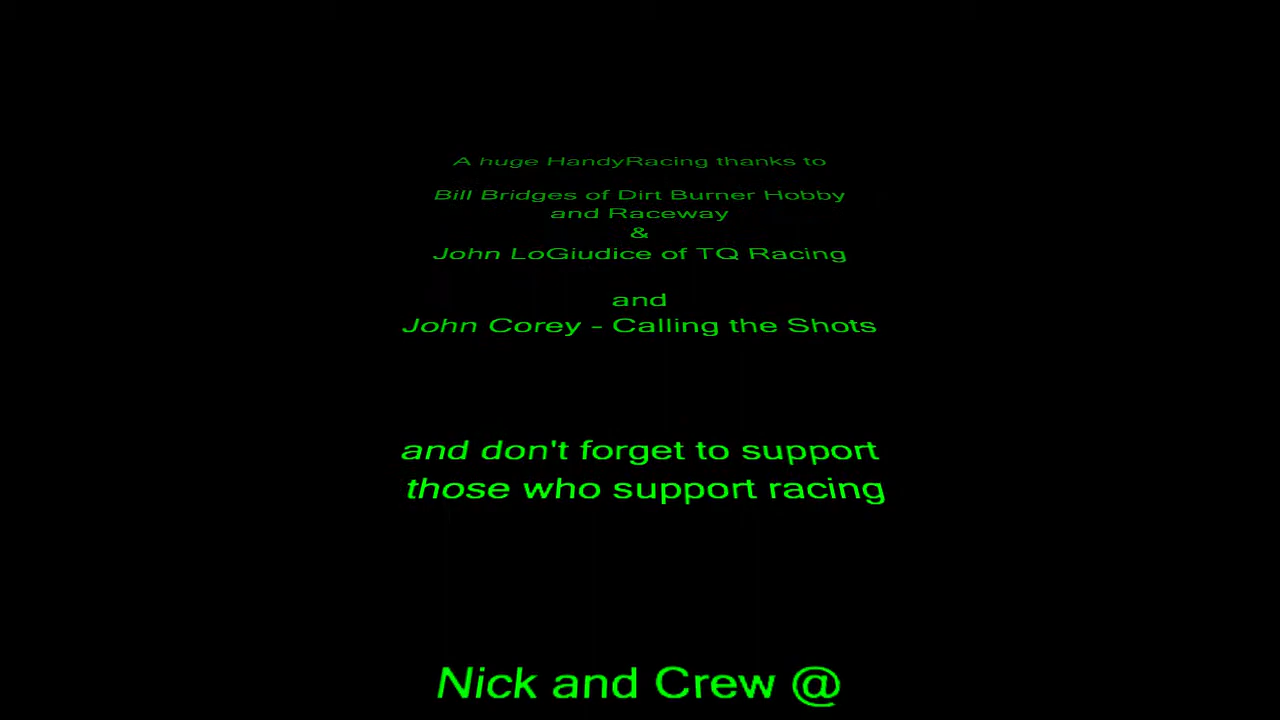 A huge HandyRacing thanks to
Bill Bridges of Dirt Burner Hobby
and Raceway
&
John LoGiudice of TQ Racing
and
John Corey - Calling the Shots
and don't forget to support
those who support racing
Nick and Crew @